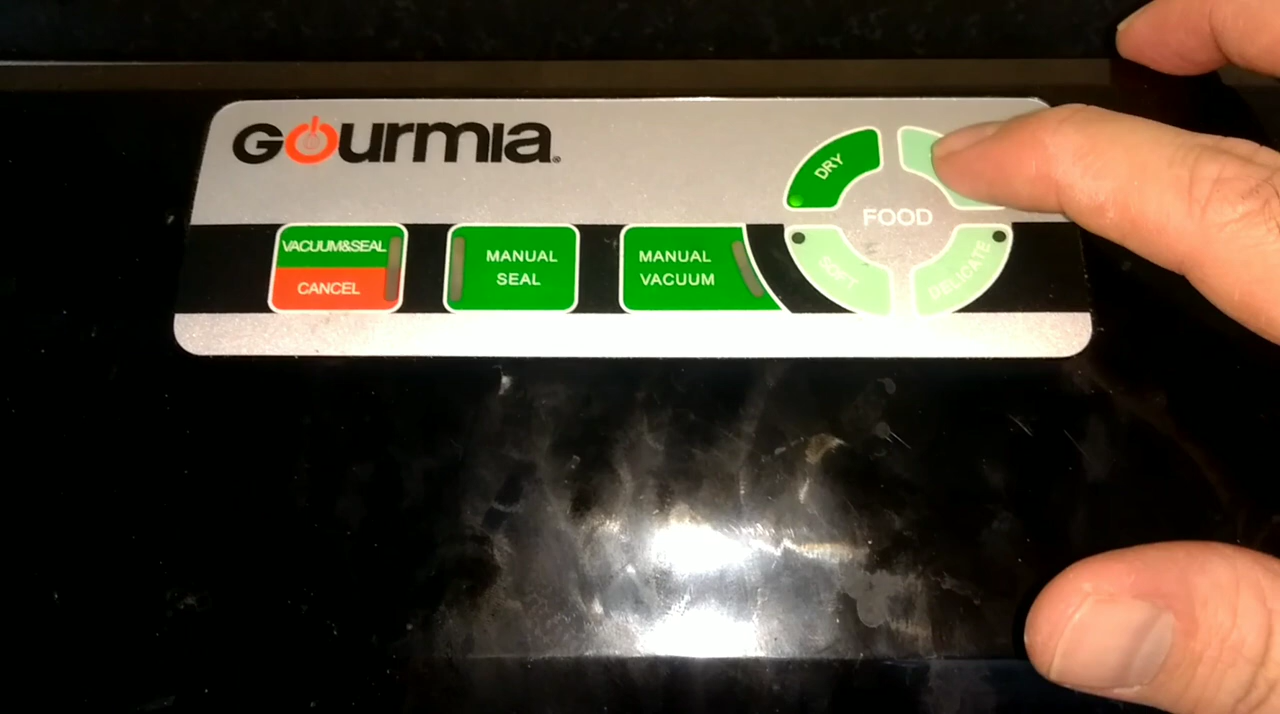 GOurmia®
DRY
FOOD
VACUUM&SEAL
CANCEL
MANUAL
SEAL
MANUAL
VACUUM
SOFT
DELICATE